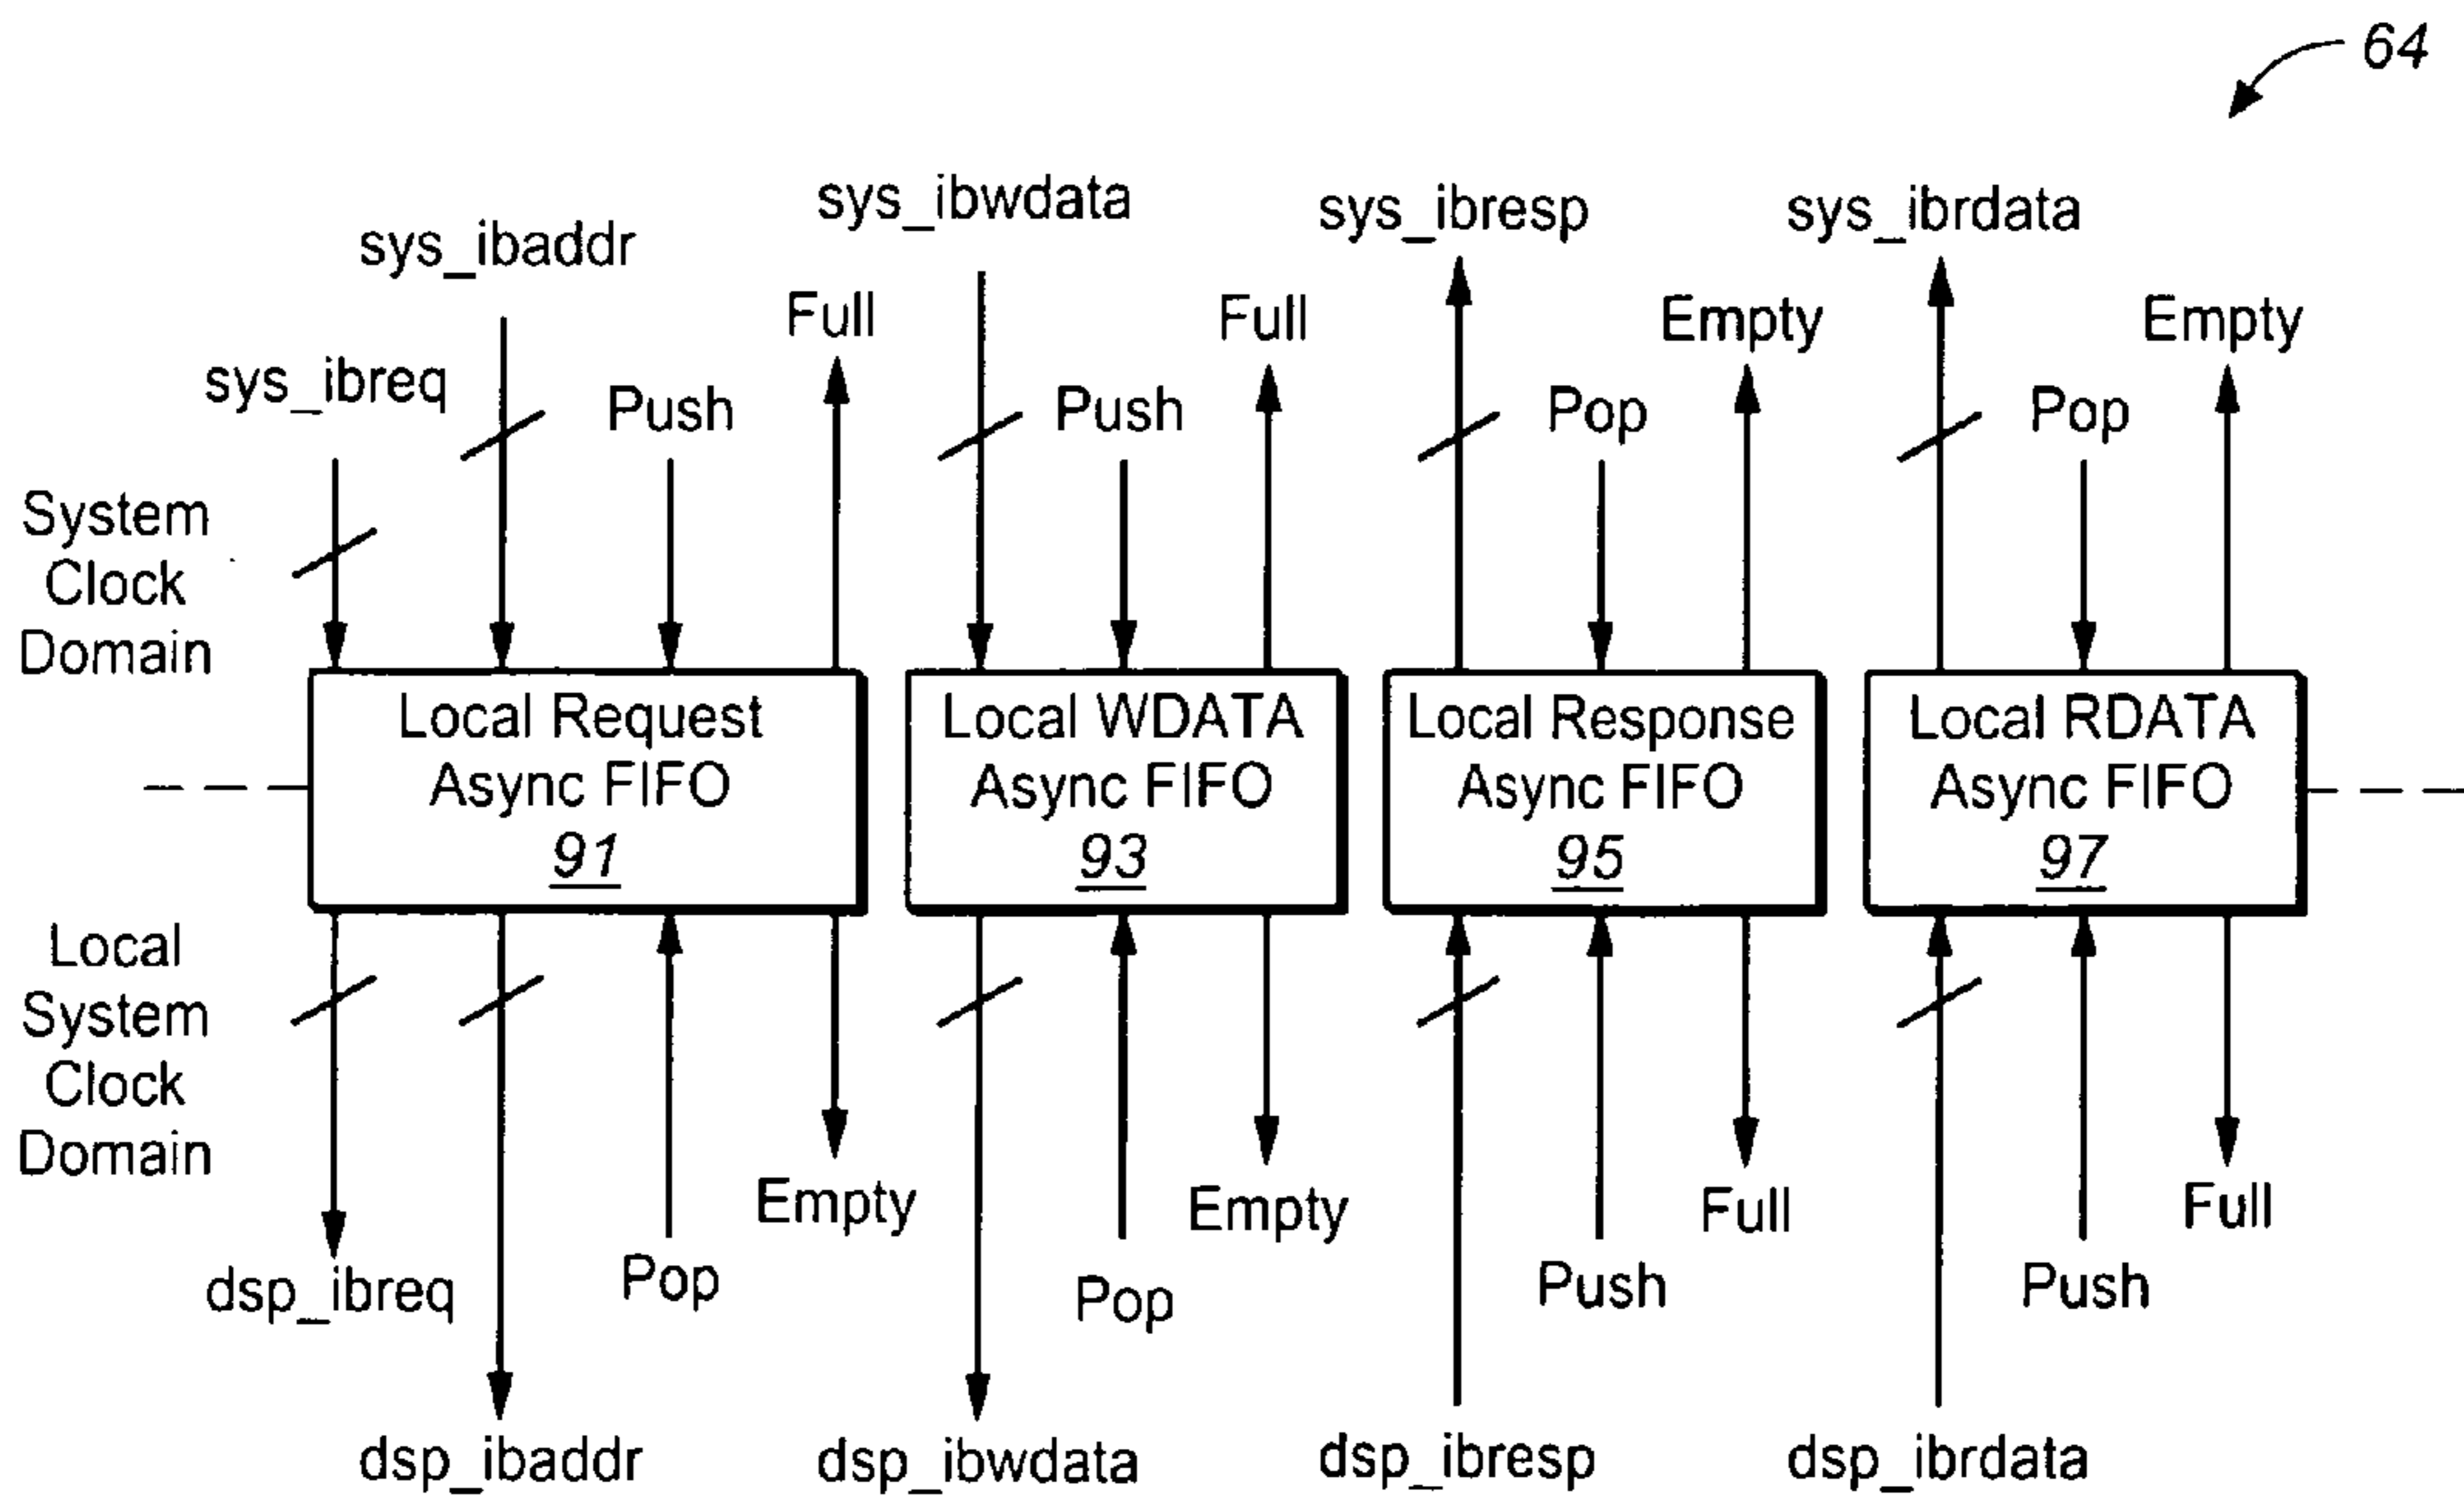 64
sys_ibwdata
sys_ibresp
sys_ibrdata
sys_ibaddr
Full
Full
Empty
Empty
sys_ibreq
Push
Push
Pop
Pop
System
Clock
Domain
Local Request
Async FIFO
91
Local WDATA
Async FIFO
93
Local Response
Async FIFO
95
Local RDATA
Async FIFO
97
Local
System
Clock
Domain
Empty
Empty
Full
Full
dsp_ibreq
Pop
Pop
Push
Push
dsp_ibaddr
dsp_ibwdata
dsp_ibresp
dsp_ibrdata